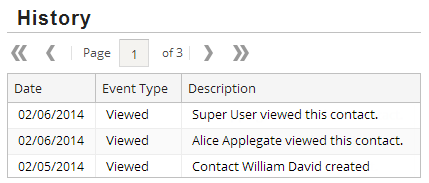 History
Page 1 of 3
Date Event Type Description
02/06/2014 Viewed Super User viewed this contact.
02/06/2014 Viewed Alice Applegate viewed this contact.
02/05/2014 Viewed Contact William David created